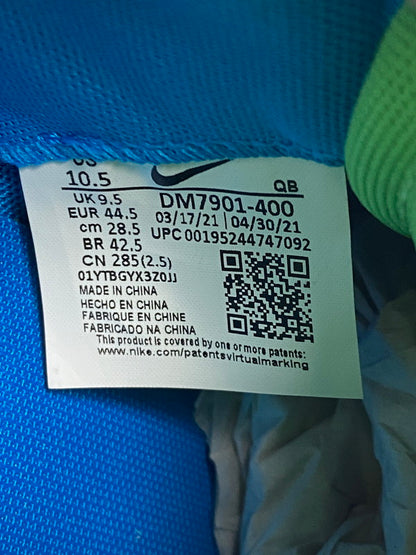 US
10.5
QB
UK 9.5
DM7901-400
EUR 44.5
03/17/21 | 04/30/21
cm 28.5
UPC 00195244747092
BR 42.5
CN 285(2.5)
01YTBGYX3Z0JJ
MADE IN CHINA
HECHO EN CHINA
FABRIQUE EN CHINE
FABRICADO NA CHINA
This product is covered by one or more patents:
www.nike.com/patentsvirtualmarking